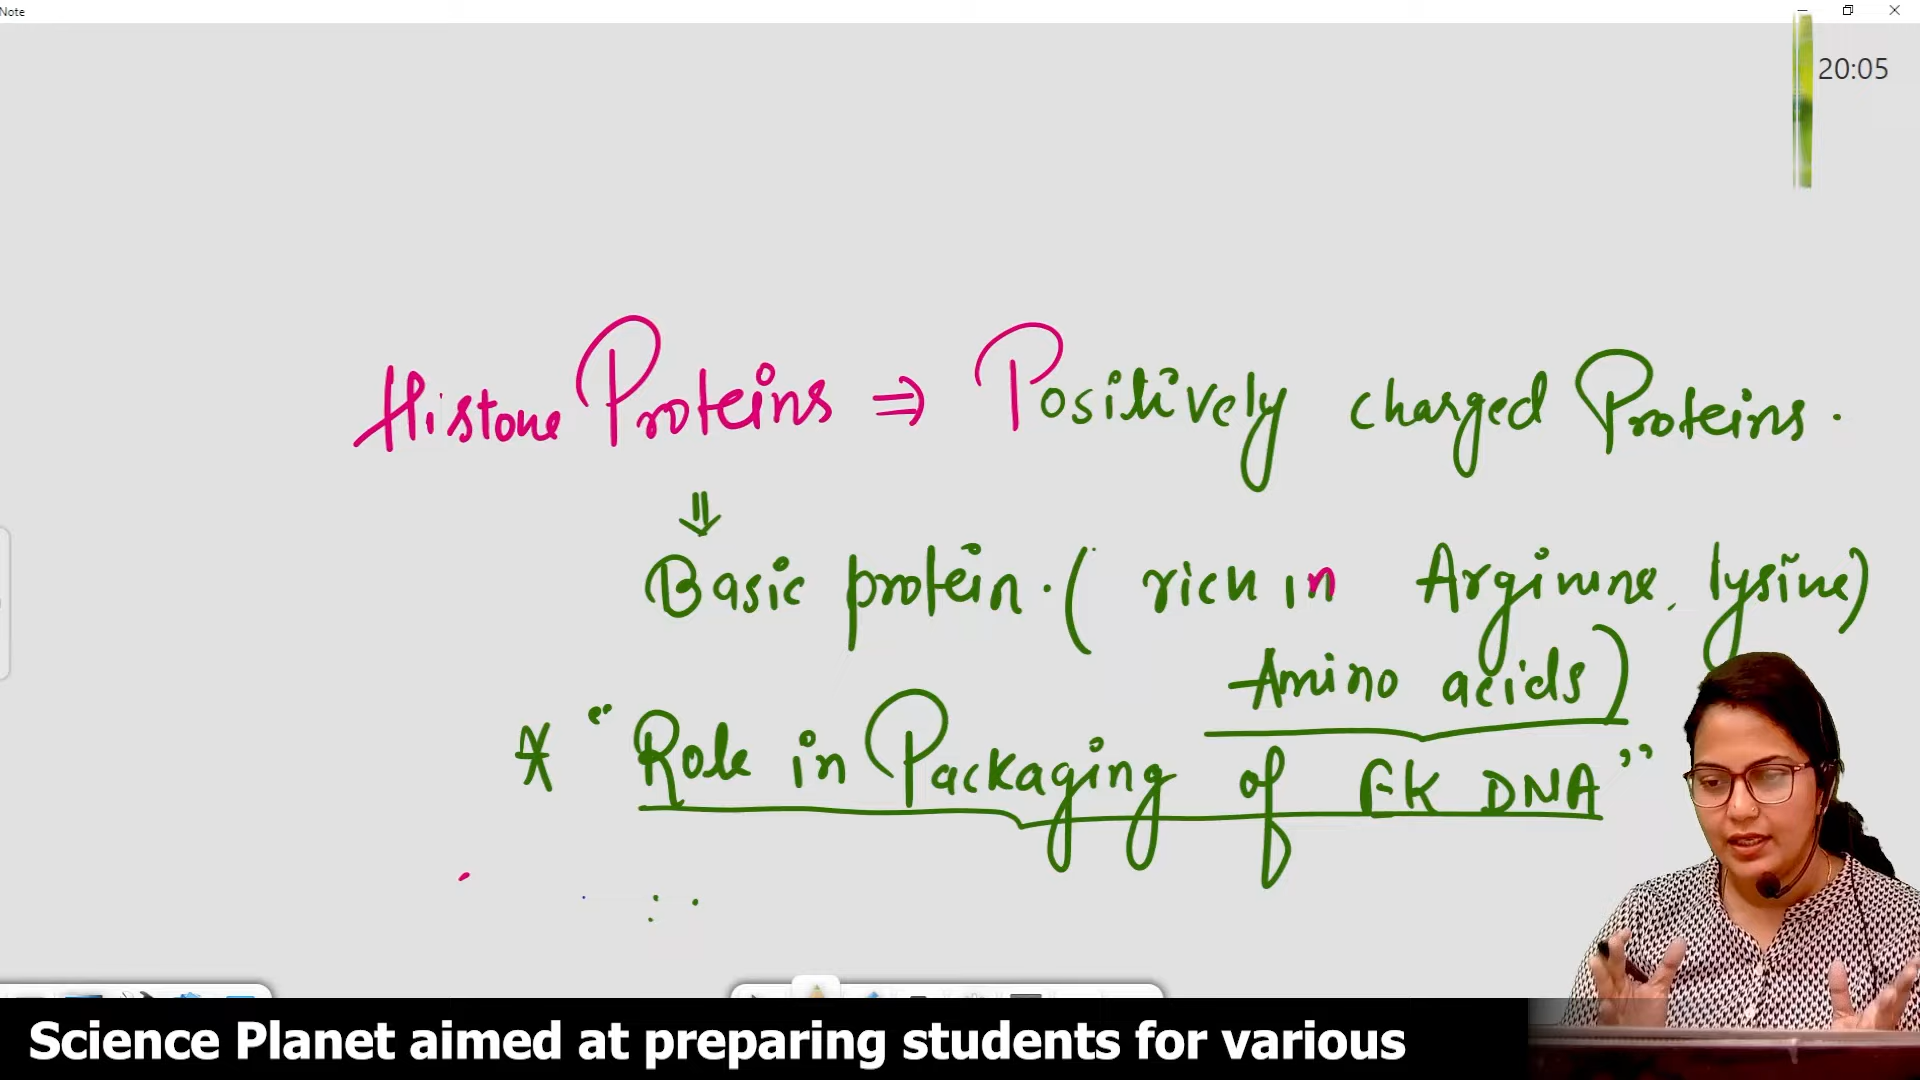 Note
20:05
Histone Proteins ⇒ Positively charged Proteins.
⇓
Basic protein. ( rich in Arginine, lysine)
Amino acids)
* " Role in Packaging of EK DNA "
Science Planet aimed at preparing students for various